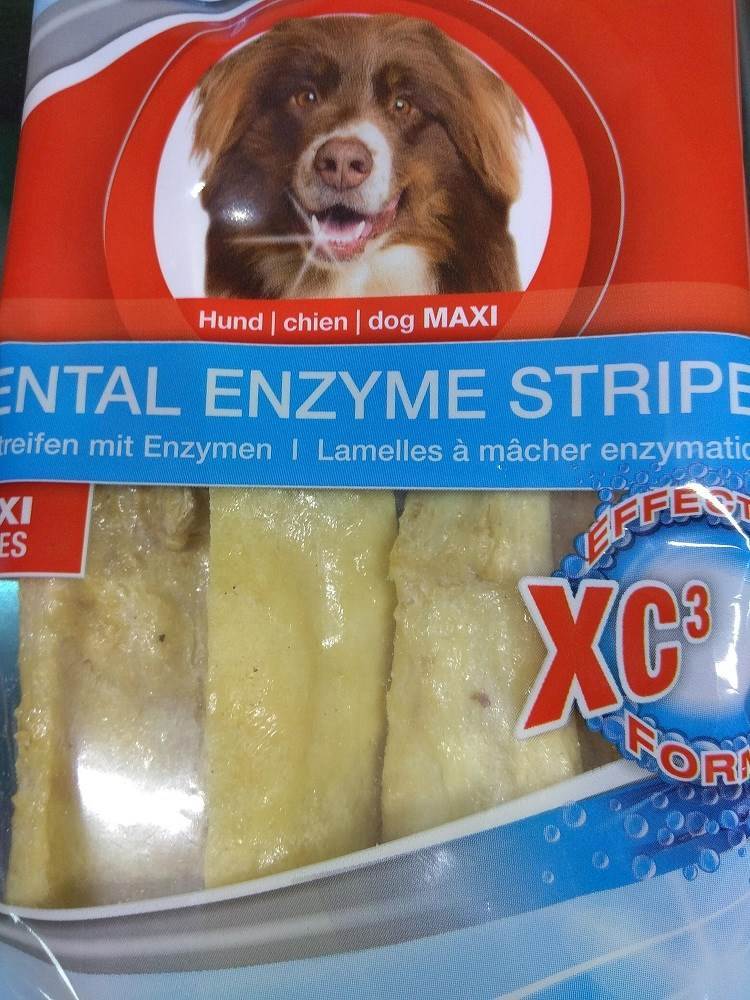 Hund | chien | dog MAXI
ENTAL ENZYME STRIPE
treifen mit Enzymen I Lamelles à mâcher enzymatic
XI
ES
EFFECT
XC³
FORM